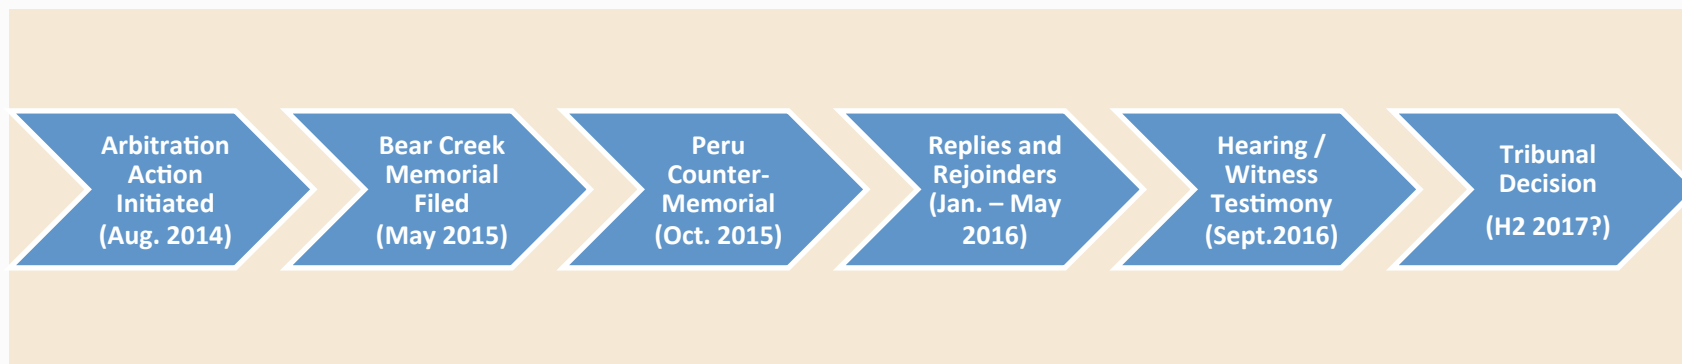 Arbitration
Action
Initiated
(Aug. 2014)
Bear Creek
Memorial
Filed
(May 2015)
Peru
Counter-
Memorial
(Oct. 2015)
Replies and
Rejoinders
(Jan. – May
2016)
Hearing /
Witness
Testimony
(Sept.2016)
Tribunal
Decision
(H2 2017?)